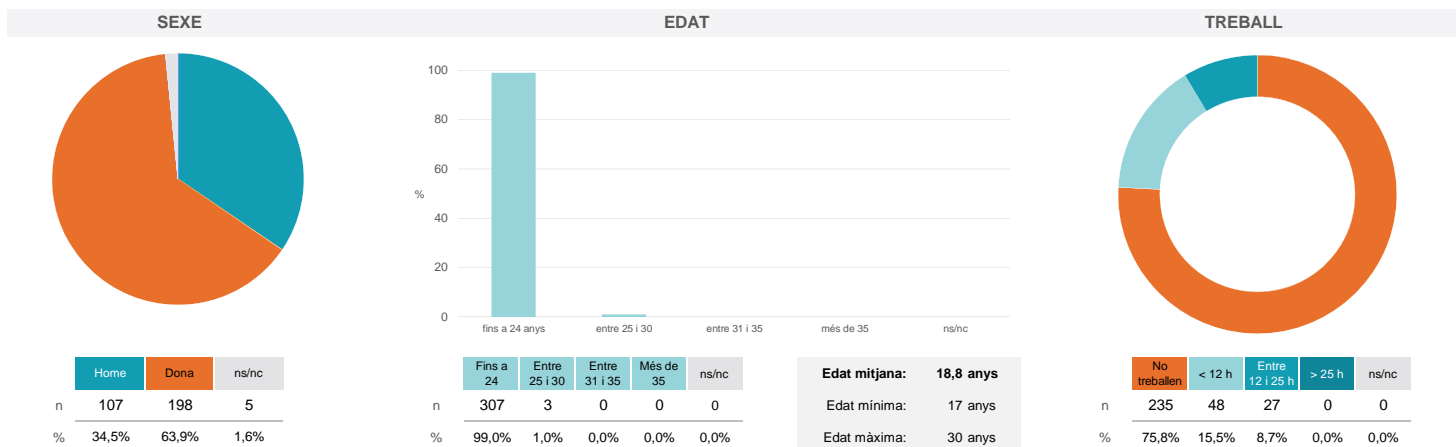 SEXE
EDAT
TREBALL
100
80
60
%
40
20
0
fins a 24 anys entre 25 i 30 entre 31 i 35 més de 35 ns/nc
Home Dona ns/nc
n 107 198 5
% 34,5% 63,9% 1,6%
Fins a 24 Entre 25 i 30 Entre 31 i 35 Més de 35 ns/nc
n 307 3 0 0 0
% 99,0% 1,0% 0,0% 0,0% 0,0%
Edat mitjana: 18,8 anys
Edat mínima: 17 anys
Edat màxima: 30 anys
No treballen < 12 h Entre 12 i 25 h > 25 h ns/nc
n 235 48 27 0 0
% 75,8% 15,5% 8,7% 0,0% 0,0%